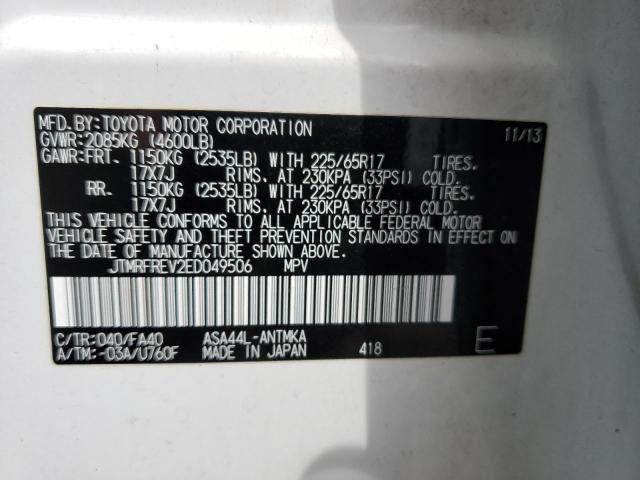 MFD.BY:TOYOTA MOTOR CORPORATION 11/13
GVWR:2085KG (4600LB)
GAWR:FRT. 1150KG (2535LB) WITH 225/65R17 TIRES.
17X7J RIMS. AT 230KPA (33PSI) COLD.
RR. 1150KG (2535LB) WITH 225/65R17 TIRES.
17X7J RIMS. AT 230KPA (33PSI) COLD.
THIS VEHICLE CONFORMS TO ALL APPLICABLE FEDERAL MOTOR
VEHICLE SAFETY AND THEFT PREVENTION STANDARDS IN EFFECT ON
THE DATE OF MANUFACTURE SHOWN ABOVE.
JTMRFREV2ED049506 MPV
C/TR:040/FA40 ASA44L-ANTMKA
A/TM:-03A/U760F MADE IN JAPAN 418 E